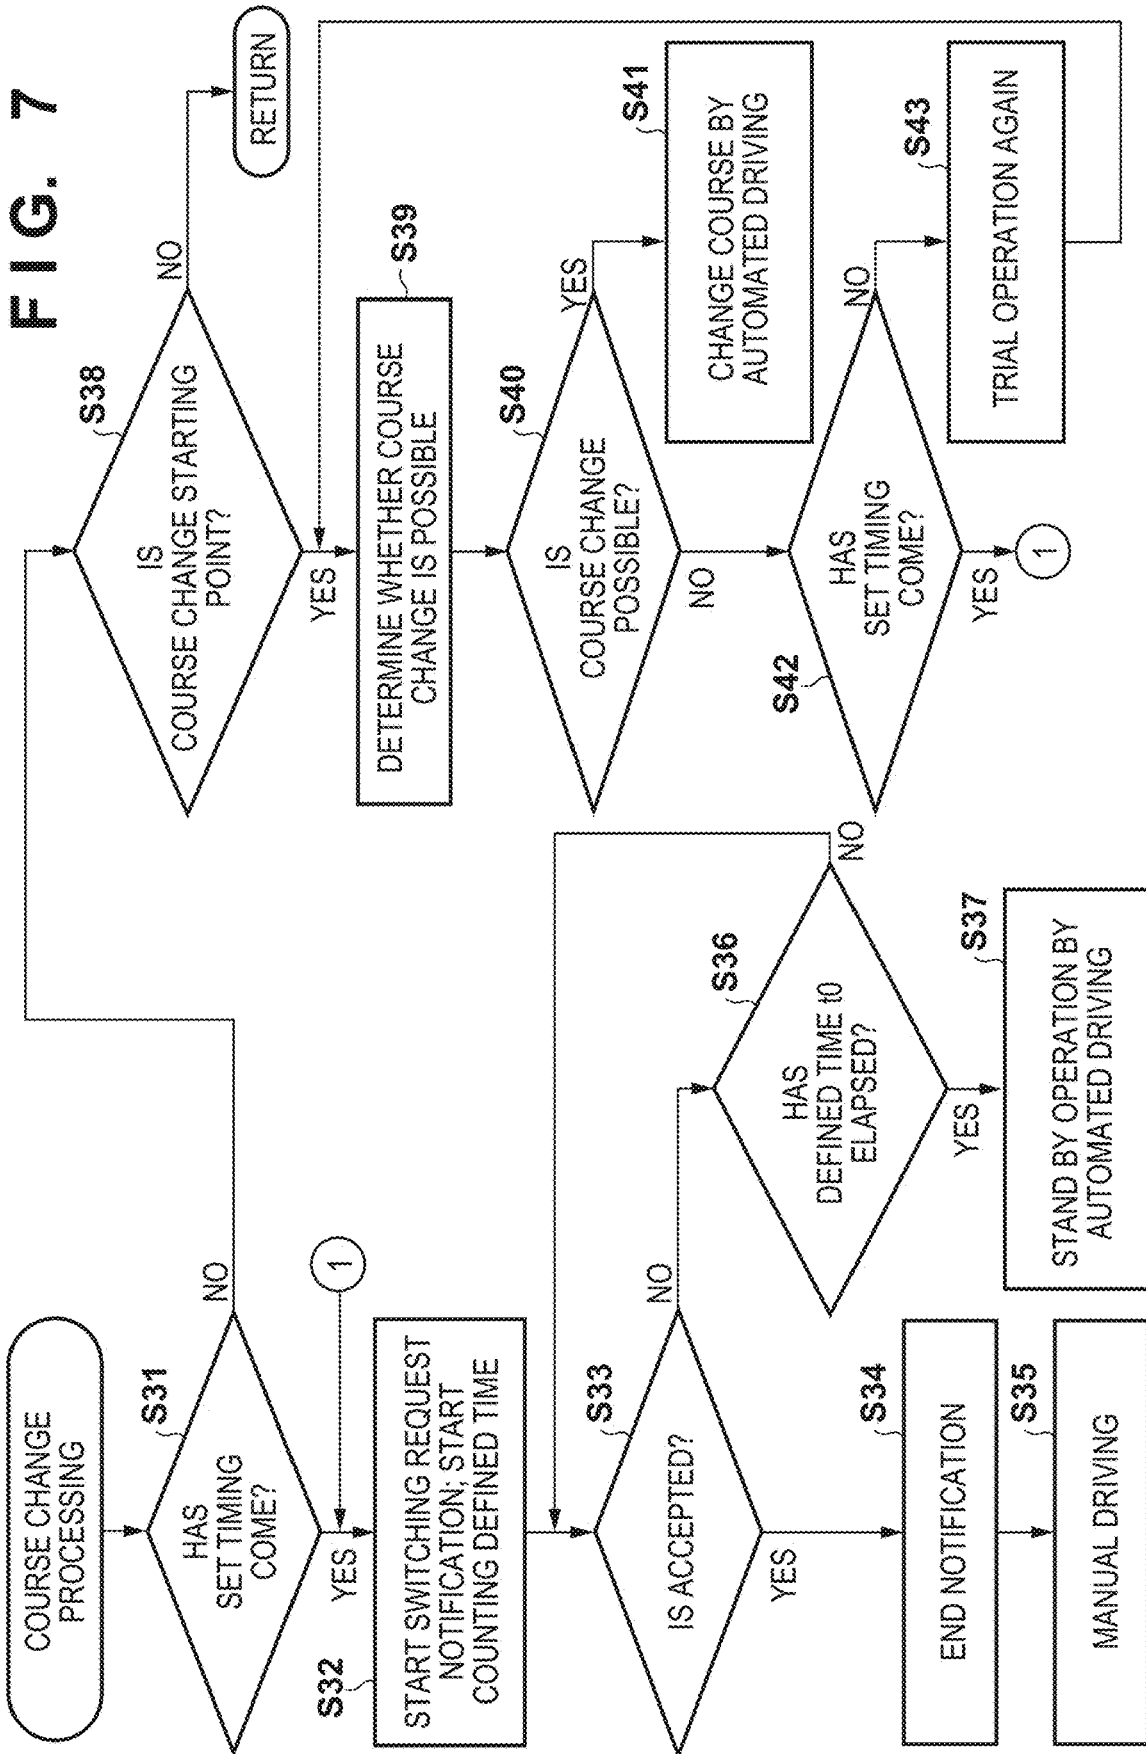 FIG. 7
COURSE CHANGE
PROCESSING
S31
HAS
SET TIMING
COME?
NO
YES
1
S32
START SWITCHING REQUEST
NOTIFICATION; START
COUNTING DEFINED TIME
S33
IS ACCEPTED?
NO
YES
S34
END NOTIFICATION
S35
MANUAL DRIVING
S36
HAS
DEFINED TIME t0
ELAPSED?
NO
YES
S37
STAND BY OPERATION BY
AUTOMATED DRIVING
S38
IS
COURSE CHANGE STARTING
POINT?
NO
RETURN
YES
S39
DETERMINE WHETHER COURSE
CHANGE IS POSSIBLE
S40
IS
COURSE CHANGE
POSSIBLE?
YES
S41
CHANGE COURSE BY
AUTOMATED DRIVING
NO
S42
HAS
SET TIMING
COME?
NO
S43
TRIAL OPERATION AGAIN
YES
1